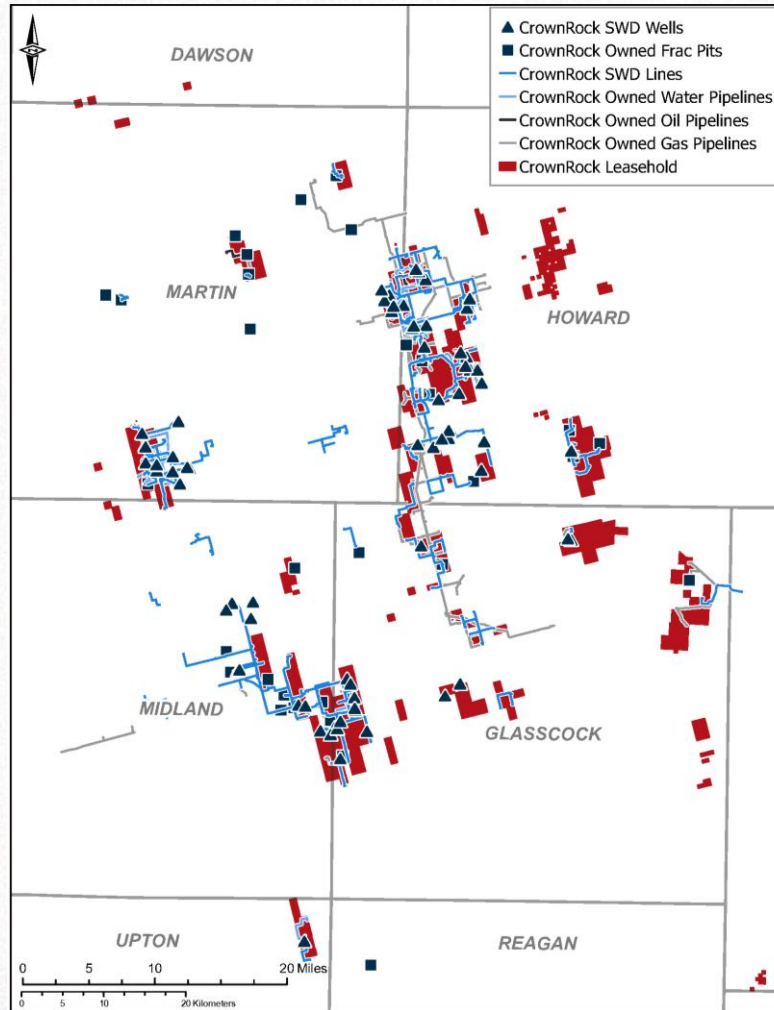 DAWSON
CrownRock SWD Wells
CrownRock Owned Frac Pits
CrownRock SWD Lines
CrownRock Owned Water Pipelines
CrownRock Owned Oil Pipelines
CrownRock Owned Gas Pipelines
CrownRock Leasehold
MARTIN
HOWARD
MIDLAND
GLASSCOCK
UPTON
REAGAN
0 5 10 20 Miles
0 5 10 20 Kilometers